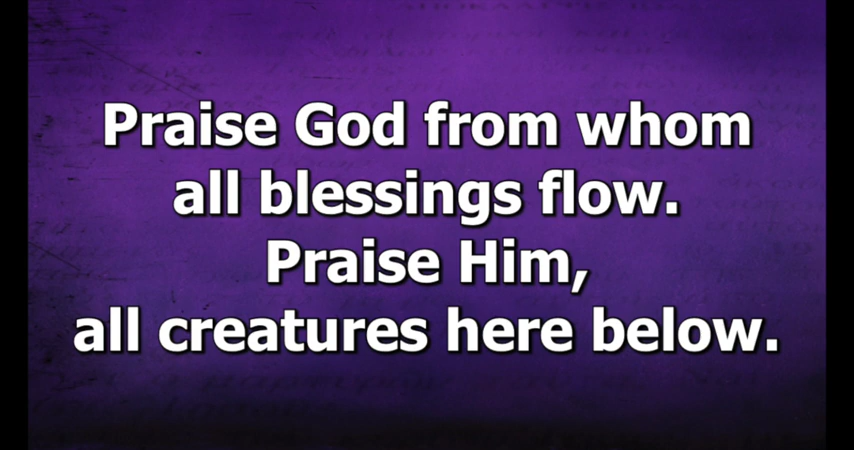 Praise God from whom
all blessings flow.
Praise Him,
all creatures here below.